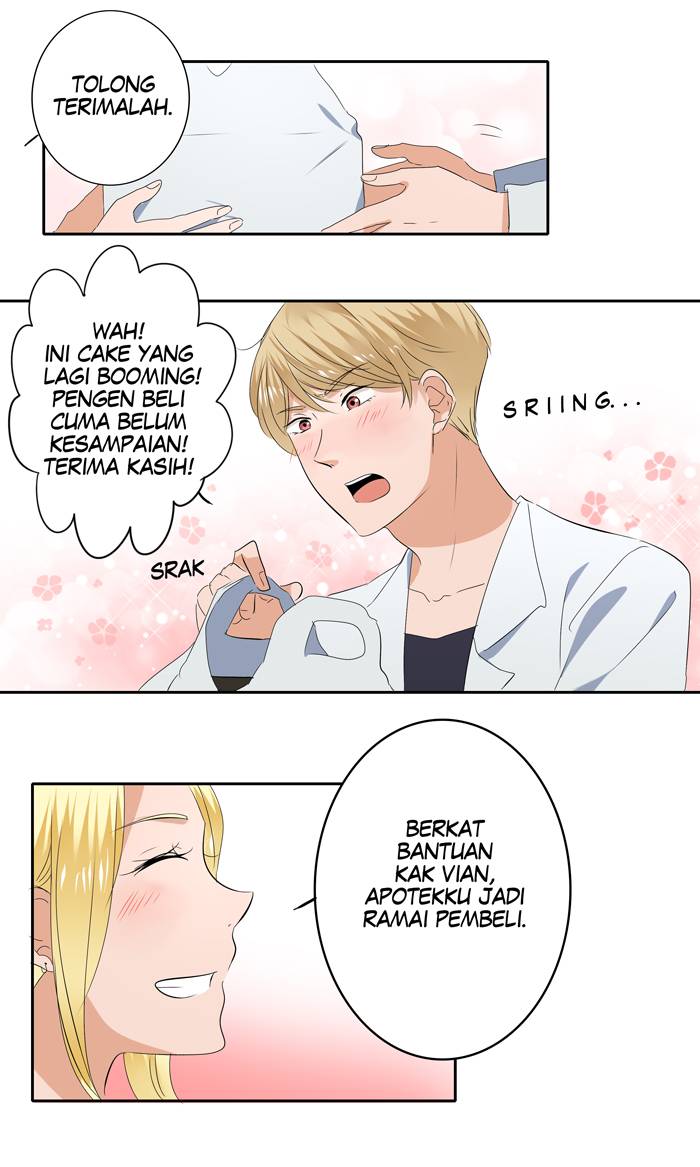 TOLONG
TERIMALAH.
WAH!
INI CAKE YANG
LAGI BOOMING!
PENGEN BELI
CUMA BELUM
KESAMPAIAN!
TERIMA KASIH!
SRIING...
SRAK
BERKAT
BANTUAN
KAK VIAN,
APOTEKKU JADI
RAMAI PEMBELI.